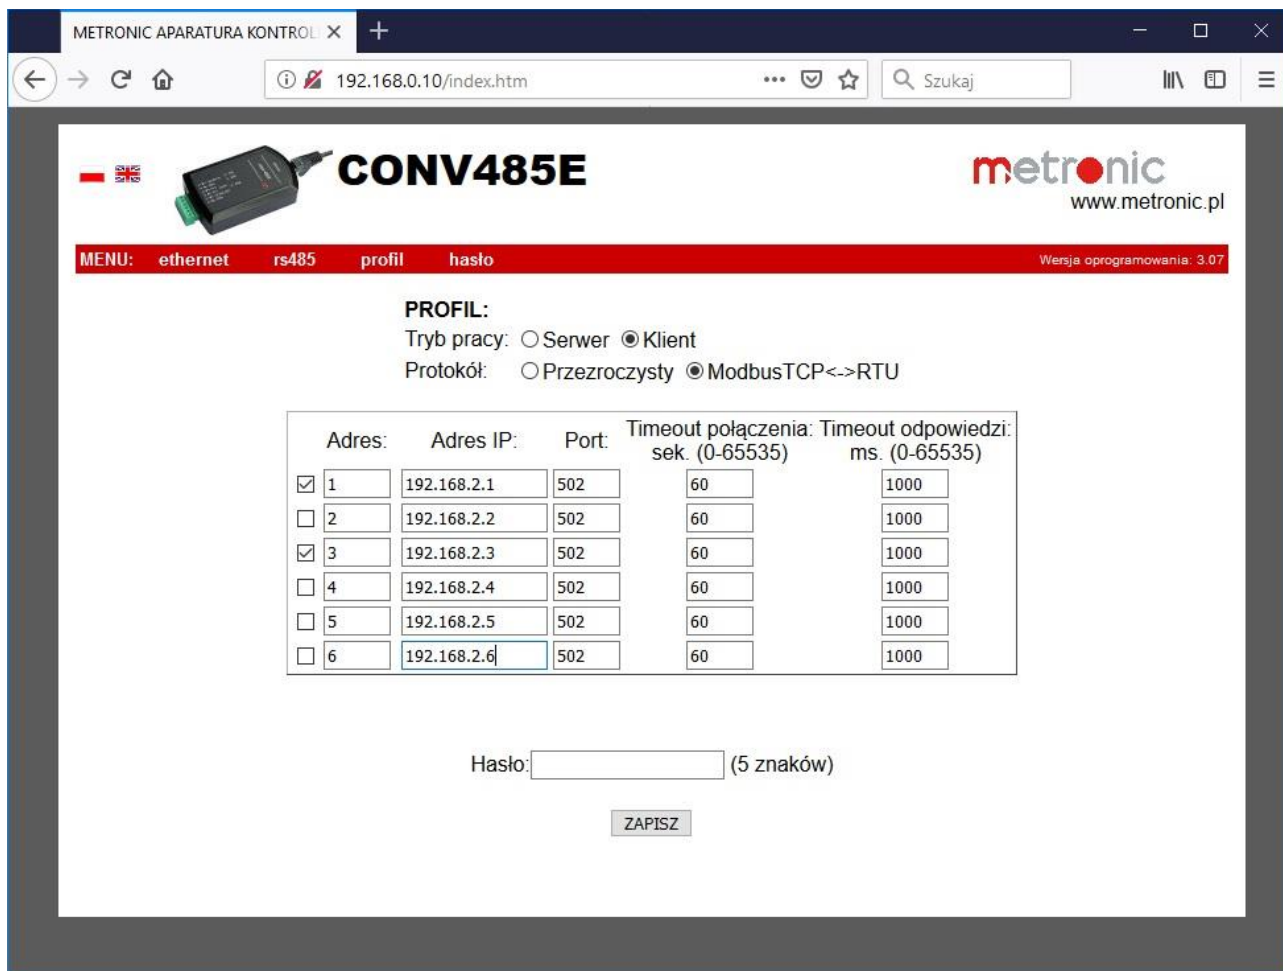 METRONIC APARATURA KONTROL
192.168.0.10/index.htm
Szukaj
CONV485E
metronic
www.metronic.pl
MENU: ethernet rs485 profil hasło Wersja oprogramowania: 3.07
PROFIL:
Tryb pracy: Serwer Klient
Protokół: Przezroczysty ModbusTCP<->RTU
Adres: Adres IP: Port: Timeout połączenia: sek. (0-65535) Timeout odpowiedzi: ms. (0-65535)
1 192.168.2.1 502 60 1000
2 192.168.2.2 502 60 1000
3 192.168.2.3 502 60 1000
4 192.168.2.4 502 60 1000
5 192.168.2.5 502 60 1000
6 192.168.2.6 502 60 1000
Hasło: (5 znaków)
ZAPISZ